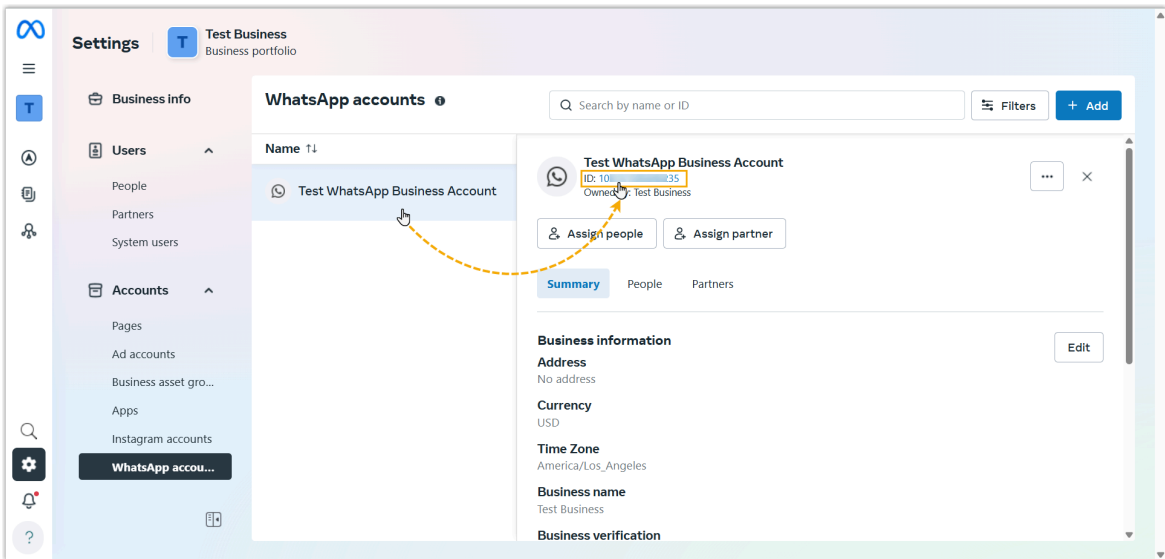 Settings
T
Test Business
Business portfolio
T
Business info
Users
People
Partners
System users
Accounts
Pages
Ad accounts
Business asset gro...
Apps
Instagram accounts
WhatsApp accou...
?
WhatsApp accounts
Search by name or ID
Filters
+ Add
Name ↑↓
Test WhatsApp Business Account
Test WhatsApp Business Account
ID: 10 235
Test Business
Assign people
Assign partner
Summary
People
Partners
Business information
Edit
Address
No address
Currency
USD
Time Zone
America/Los_Angeles
Business name
Test Business
Business verification